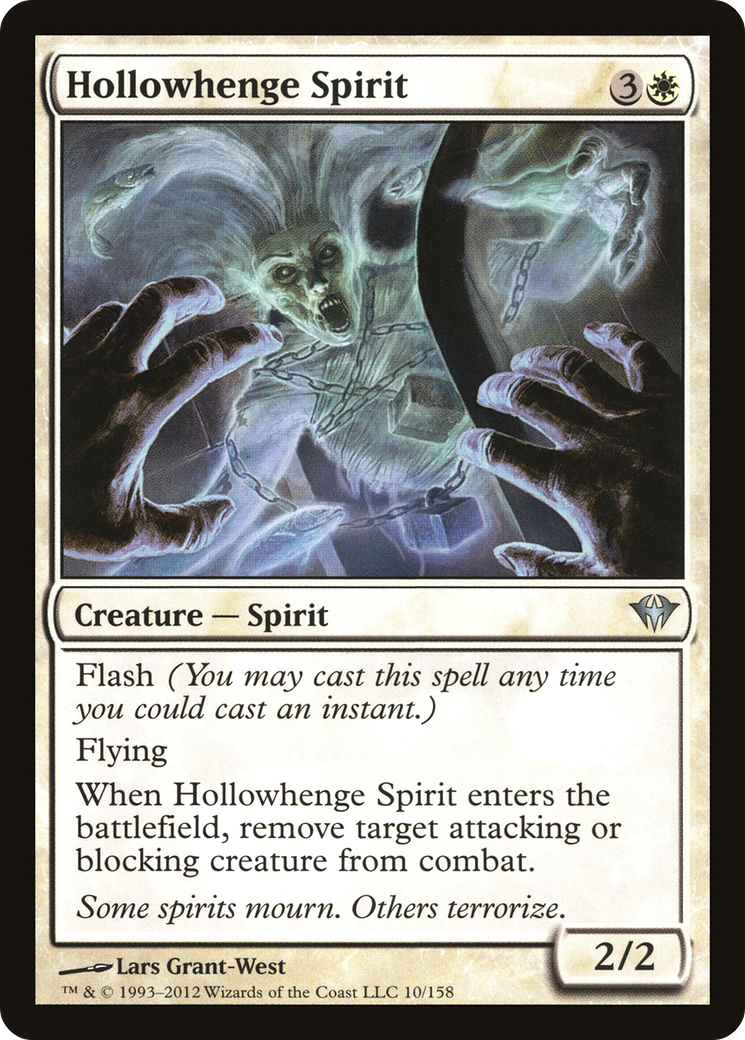 Hollowhenge Spirit 3
Creature — Spirit
Flash (You may cast this spell any time
you could cast an instant.)
Flying
When Hollowhenge Spirit enters the
battlefield, remove target attacking or
blocking creature from combat.
Some spirits mourn. Others terrorize.
2/2
Lars Grant-West
™ & © 1993–2012 Wizards of the Coast LLC 10/158